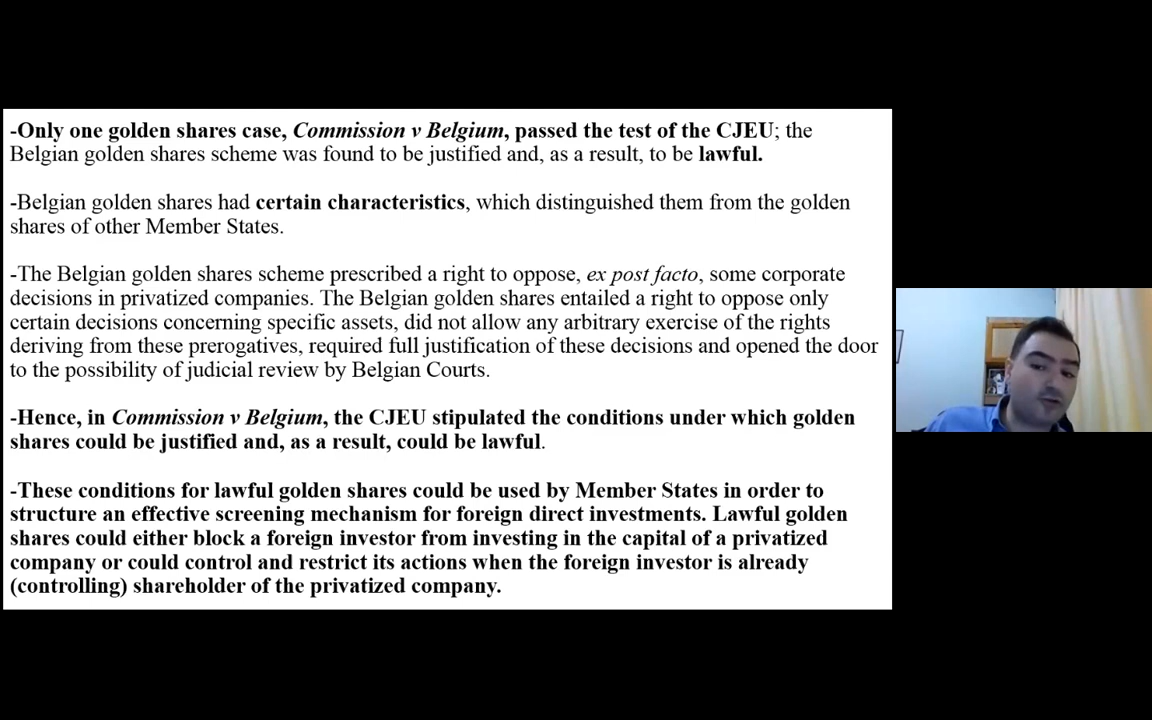 -Only one golden shares case, Commission v Belgium, passed the test of the CJEU; the
Belgian golden shares scheme was found to be justified and, as a result, to be lawful.
-Belgian golden shares had certain characteristics, which distinguished them from the golden
shares of other Member States.
-The Belgian golden shares scheme prescribed a right to oppose, ex post facto, some corporate
decisions in privatized companies. The Belgian golden shares entailed a right to oppose only
certain decisions concerning specific assets, did not allow any arbitrary exercise of the rights
deriving from these prerogatives, required full justification of these decisions and opened the door
to the possibility of judicial review by Belgian Courts.
-Hence, in Commission v Belgium, the CJEU stipulated the conditions under which golden
shares could be justified and, as a result, could be lawful.
-These conditions for lawful golden shares could be used by Member States in order to
structure an effective screening mechanism for foreign direct investments. Lawful golden
shares could either block a foreign investor from investing in the capital of a privatized
company or could control and restrict its actions when the foreign investor is already
(controlling) shareholder of the privatized company.